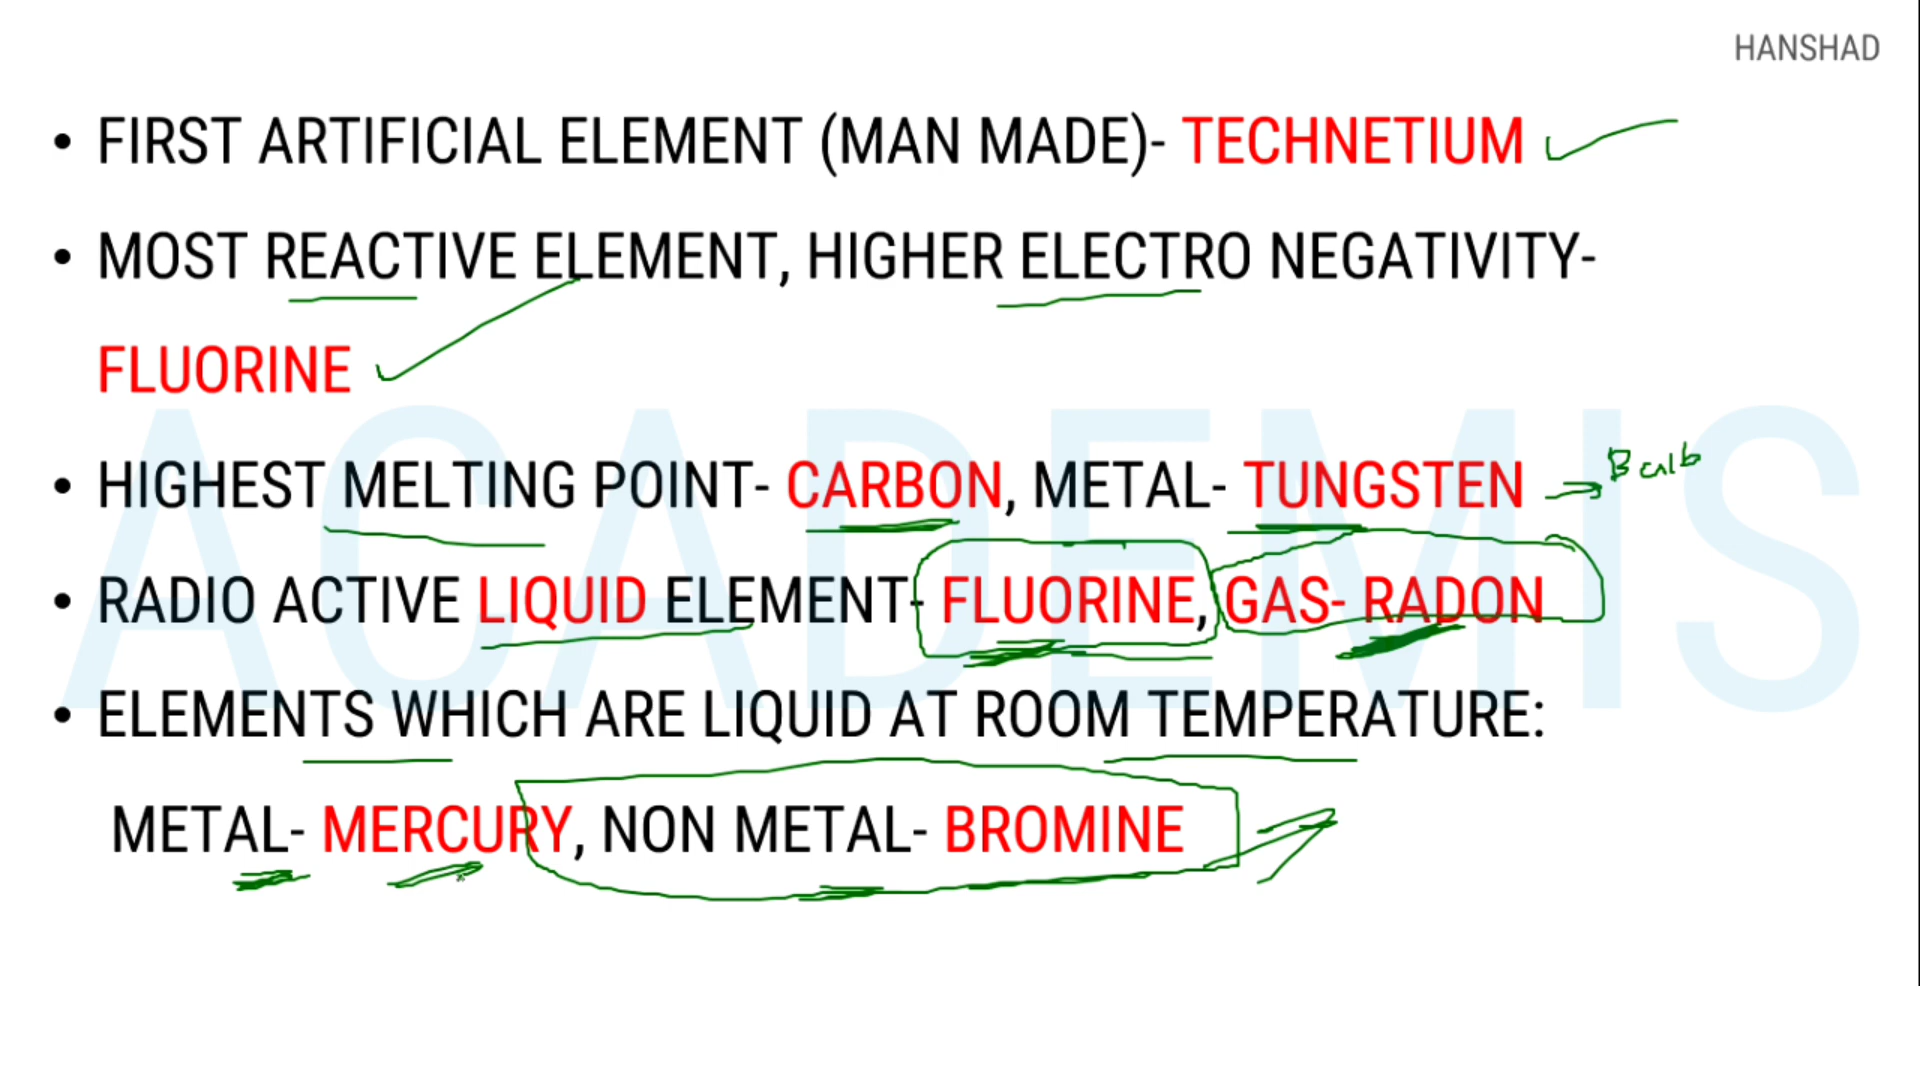 HANSHAD
• FIRST ARTIFICIAL ELEMENT (MAN MADE)- TECHNETIUM
• MOST REACTIVE ELEMENT, HIGHER ELECTRO NEGATIVITY-
FLUORINE
• HIGHEST MELTING POINT- CARBON, METAL- TUNGSTEN → Bulb
• RADIO ACTIVE LIQUID ELEMENT- FLUORINE, GAS- RADON
• ELEMENTS WHICH ARE LIQUID AT ROOM TEMPERATURE:
METAL- MERCURY, NON METAL- BROMINE
ACADEMIS